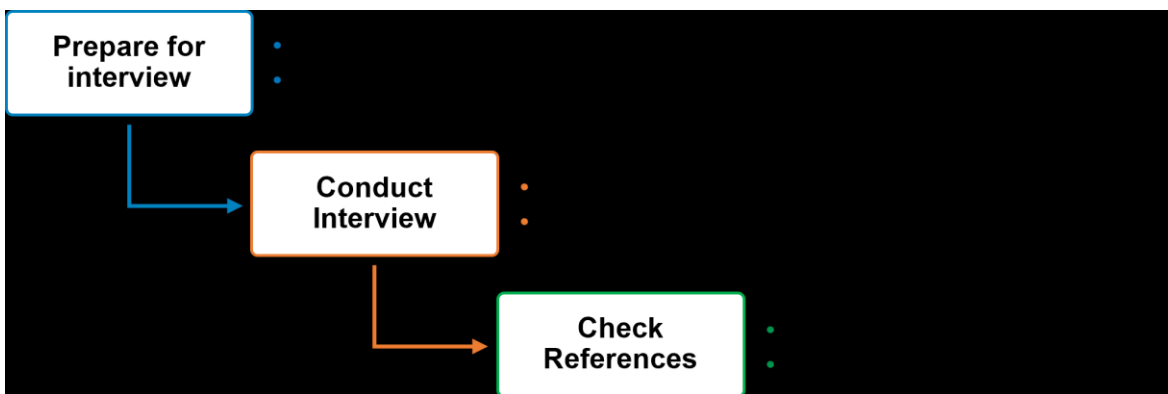 Prepare for
interview
Conduct
Interview
Check
References